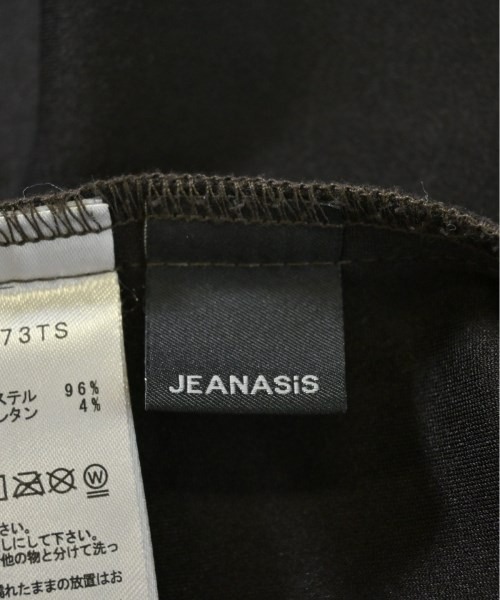 73TS
ステル 96%
レタン 4%
JEANASiS
W
さい。
しにして下さい。
他の物と分けて洗っ
濡れたままの放置はお